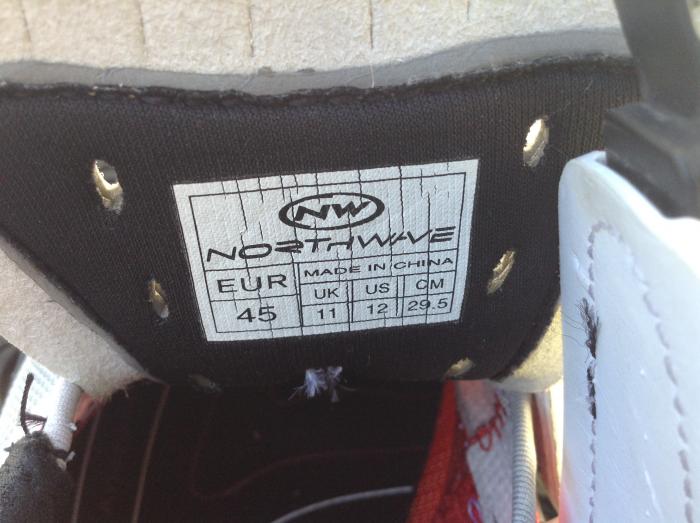 NW
NORTHWAVE
MADE IN CHINA
EUR UK US CM
45 11 12 29.5